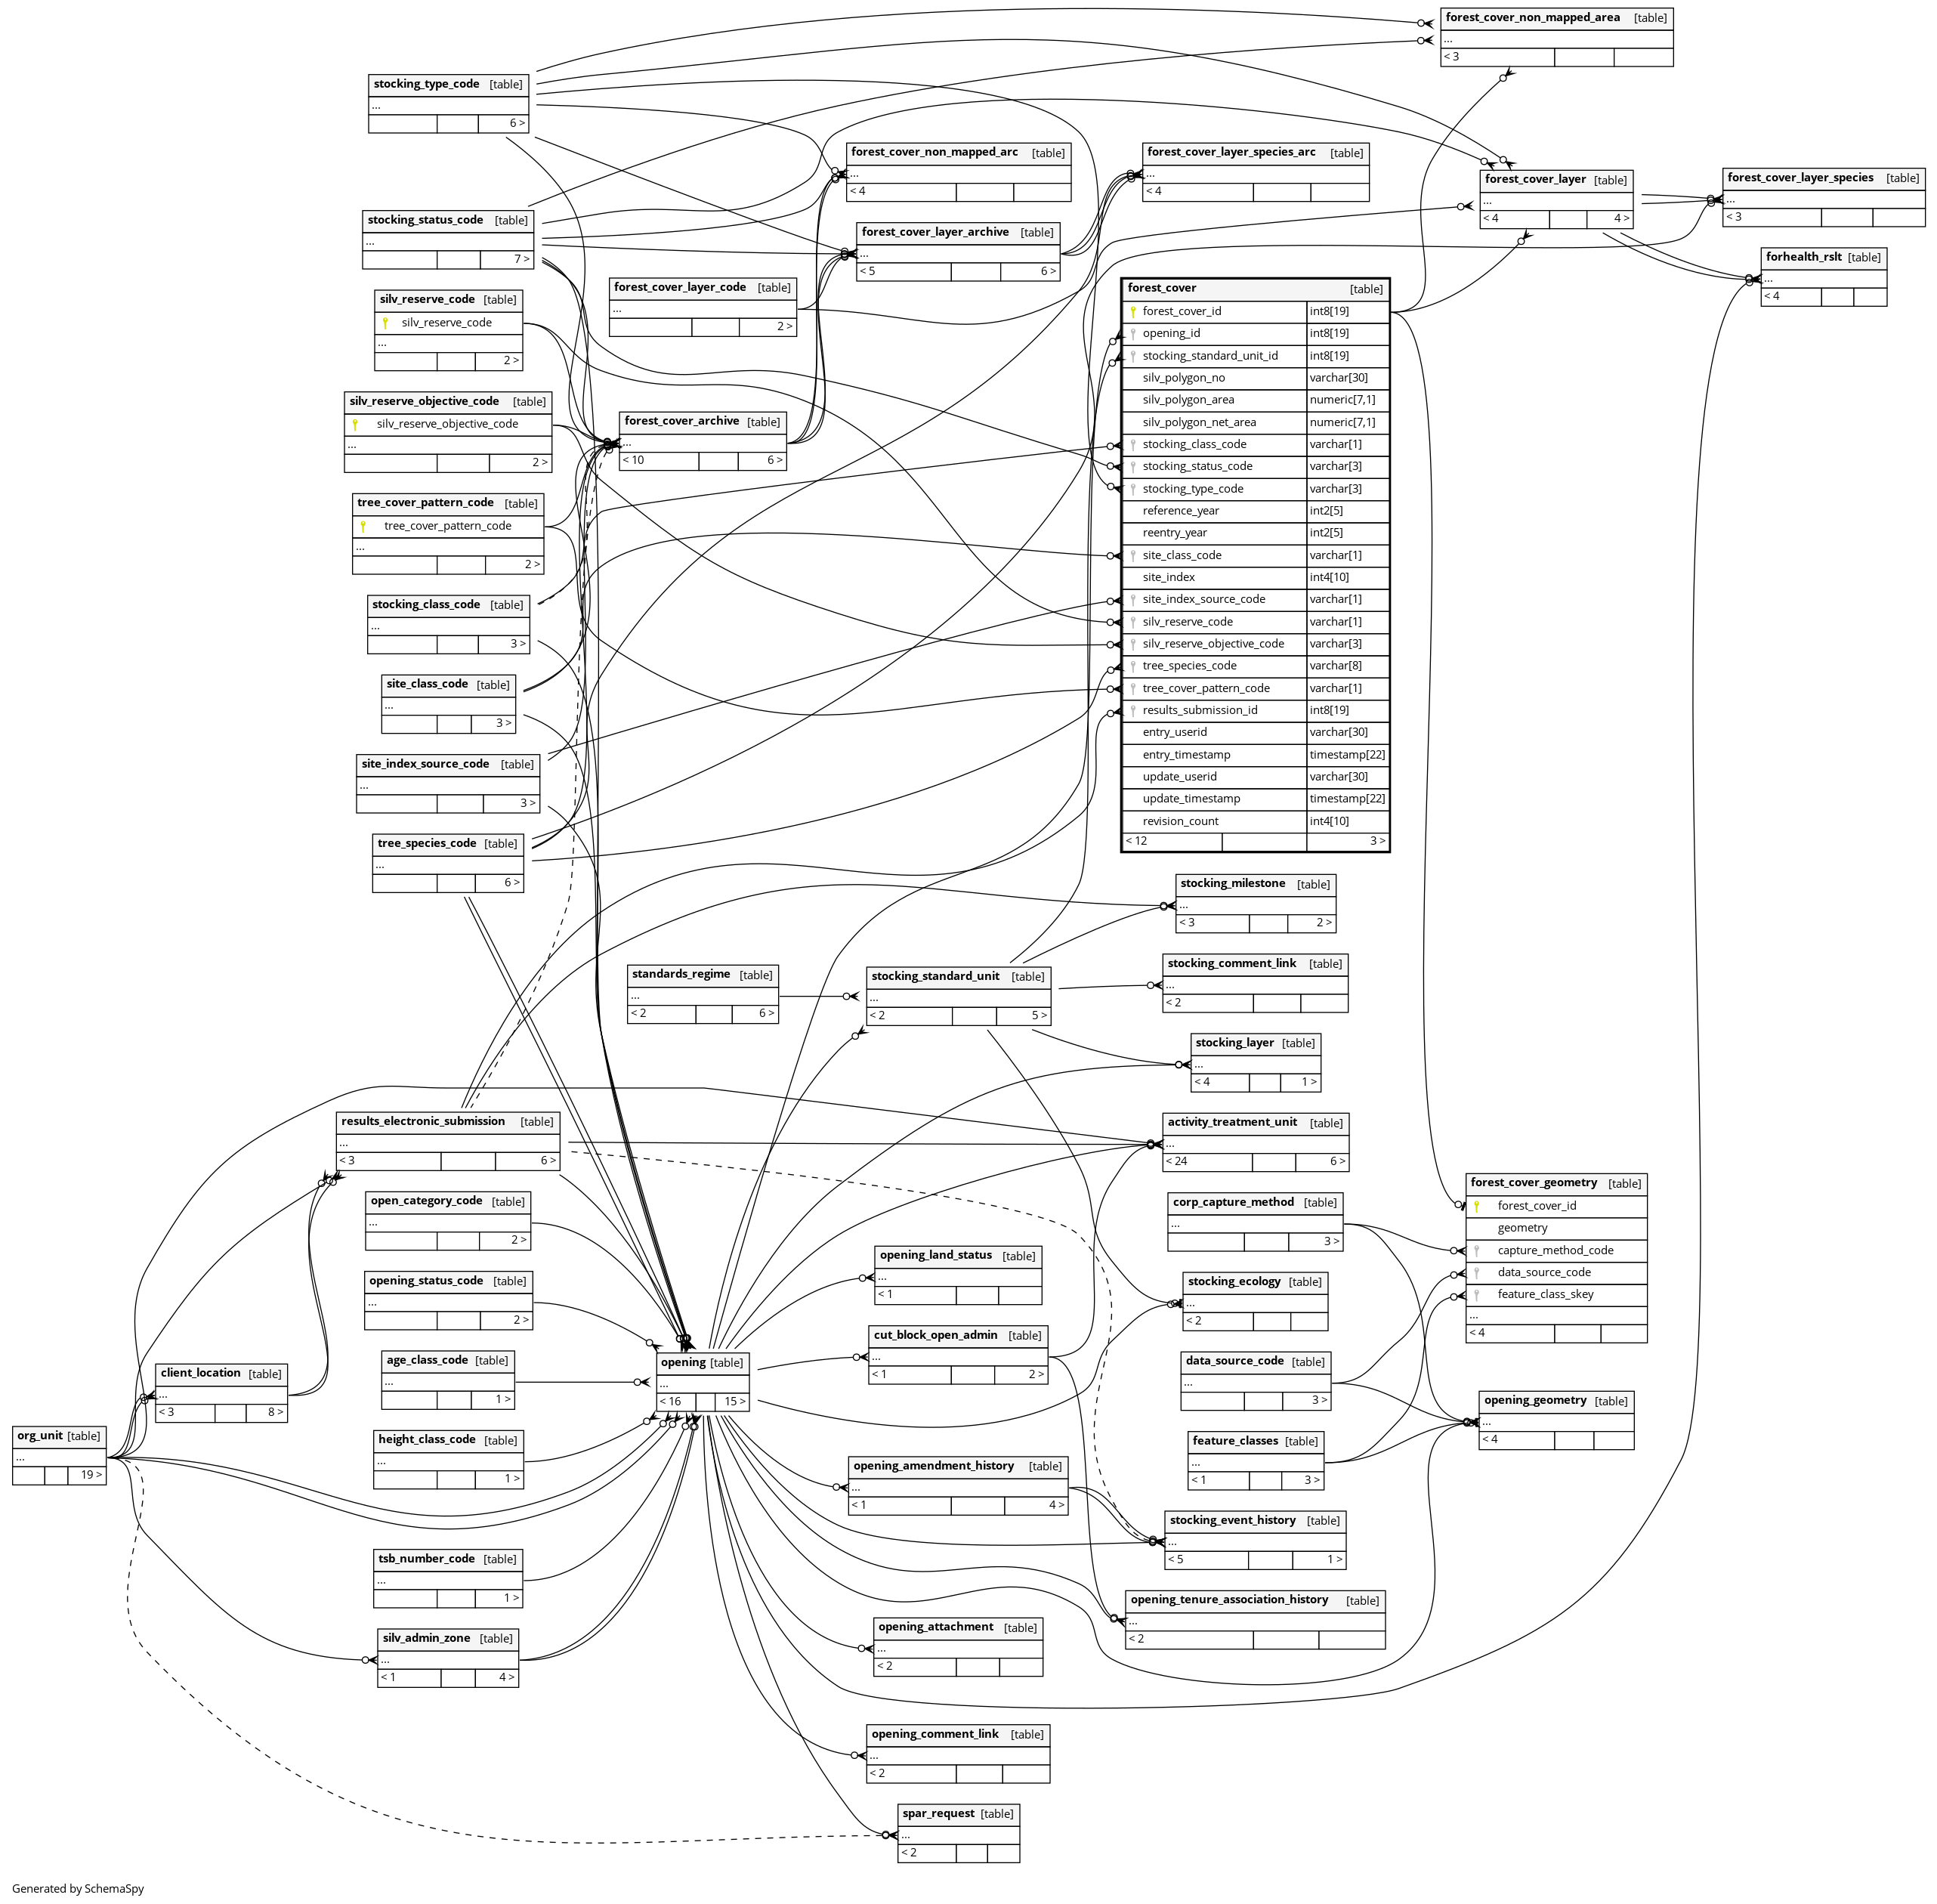 forest_cover_non_mapped_area [table]
...
< 3
stocking_type_code [table]
...
6 >
forest_cover_non_mapped_arc [table]
...
< 4
forest_cover_layer_species_arc [table]
...
< 4
forest_cover_layer [table]
...
< 4 4 >
forest_cover_layer_species [table]
...
< 3
stocking_status_code [table]
...
7 >
forest_cover_layer_archive [table]
...
< 5 6 >
forhealth_rslt [table]
...
< 4
forest_cover_layer_code [table]
...
2 >
silv_reserve_code [table]
silv_reserve_code
...
2 >
forest_cover [table]
forest_cover_id int8[19]
opening_id int8[19]
stocking_standard_unit_id int8[19]
silv_polygon_no varchar[30]
silv_polygon_area numeric[7,1]
silv_polygon_net_area numeric[7,1]
stocking_class_code varchar[1]
stocking_status_code varchar[3]
stocking_type_code varchar[3]
reference_year int2[5]
reentry_year int2[5]
site_class_code varchar[1]
site_index int4[10]
site_index_source_code varchar[1]
silv_reserve_code varchar[1]
silv_reserve_objective_code varchar[3]
tree_species_code varchar[8]
tree_cover_pattern_code varchar[1]
results_submission_id int8[19]
entry_userid varchar[30]
entry_timestamp timestamp[22]
update_userid varchar[30]
update_timestamp timestamp[22]
revision_count int4[10]
< 12 3 >
silv_reserve_objective_code [table]
silv_reserve_objective_code
...
2 >
forest_cover_archive [table]
...
< 10 6 >
tree_cover_pattern_code [table]
tree_cover_pattern_code
...
2 >
stocking_class_code [table]
...
3 >
site_class_code [table]
...
3 >
site_index_source_code [table]
...
3 >
tree_species_code [table]
...
6 >
stocking_milestone [table]
...
< 3 2 >
standards_regime [table]
...
< 2 6 >
stocking_standard_unit [table]
...
< 2 5 >
stocking_comment_link [table]
...
< 2
stocking_layer [table]
...
< 4 1 >
results_electronic_submission [table]
...
< 3 6 >
activity_treatment_unit [table]
...
< 24 6 >
open_category_code [table]
...
2 >
corp_capture_method [table]
...
3 >
forest_cover_geometry [table]
forest_cover_id
geometry
capture_method_code
data_source_code
feature_class_skey
...
< 4
opening_land_status [table]
...
< 1
opening_status_code [table]
...
2 >
stocking_ecology [table]
...
< 2
cut_block_open_admin [table]
...
< 1 2 >
age_class_code [table]
...
1 >
opening [table]
...
< 16 15 >
data_source_code [table]
...
3 >
client_location [table]
...
< 3 8 >
opening_geometry [table]
...
< 4
org_unit [table]
...
19 >
height_class_code [table]
...
1 >
feature_classes [table]
...
< 1 3 >
opening_amendment_history [table]
...
< 1 4 >
stocking_event_history [table]
...
< 5 1 >
tsb_number_code [table]
...
1 >
opening_tenure_association_history [table]
...
< 2
silv_admin_zone [table]
...
< 1 4 >
opening_attachment [table]
...
< 2
opening_comment_link [table]
...
< 2
spar_request [table]
...
< 2
Generated by SchemaSpy